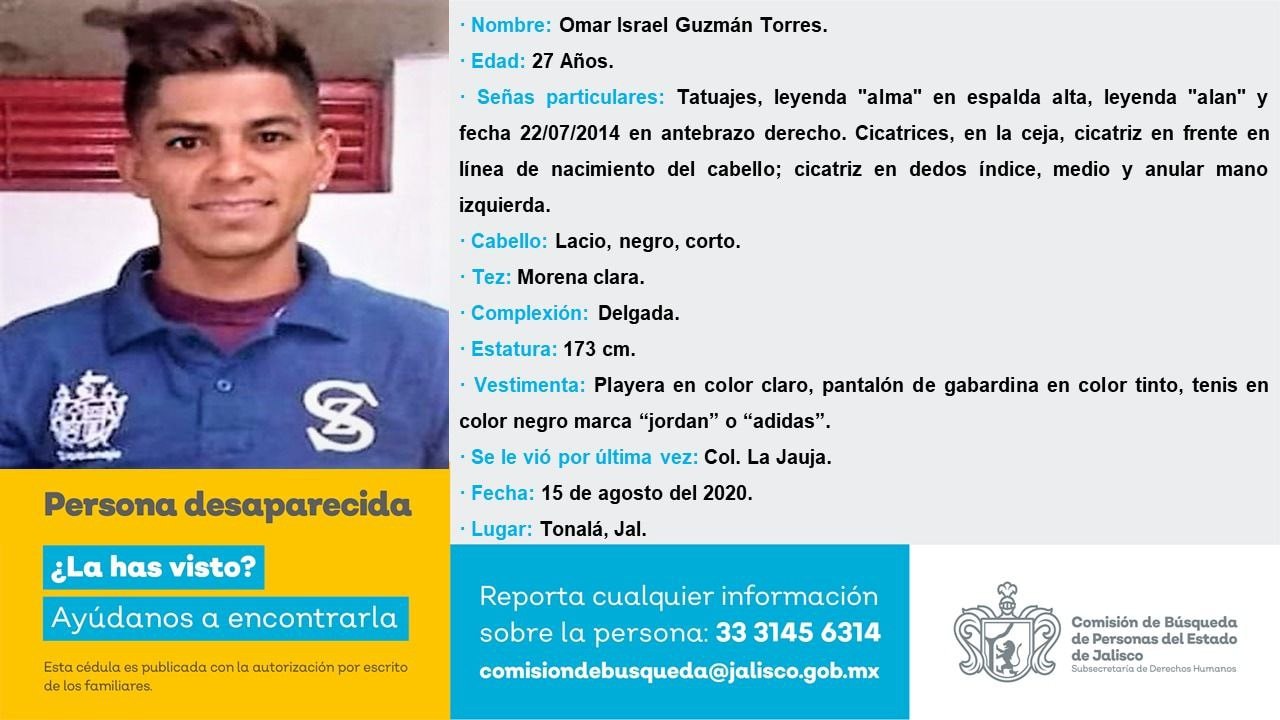 · Nombre: Omar Israel Guzmán Torres.
· Edad: 27 Años.
· Señas particulares: Tatuajes, leyenda "alma" en espalda alta, leyenda "alan" y
fecha 22/07/2014 en antebrazo derecho. Cicatrices, en la ceja, cicatriz en frente en
línea de nacimiento del cabello; cicatriz en dedos índice, medio y anular mano
izquierda.
· Cabello: Lacio, negro, corto.
· Tez: Morena clara.
· Complexión: Delgada.
· Estatura: 173 cm.
· Vestimenta: Playera en color claro, pantalón de gabardina en color tinto, tenis en
color negro marca “jordan” o “adidas”.
· Se le vió por última vez: Col. La Jauja.
· Fecha: 15 de agosto del 2020.
· Lugar: Tonalá, Jal.
Persona desaparecida
¿La has visto?
Ayúdanos a encontrarla
Esta cédula es publicada con la autorización por escrito
de los familiares.
Reporta cualquier información
sobre la persona: 33 3145 6314
comisiondebusqueda@jalisco.gob.mx
Comisión de Búsqueda
de Personas del Estado
de Jalisco
Subsecretaría de Derechos Humanos